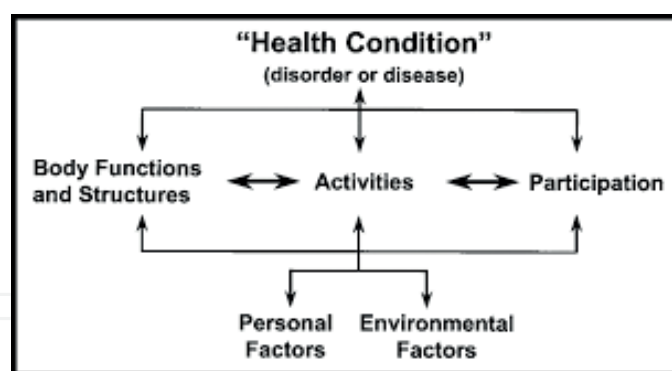 “Health Condition”
(disorder or disease)
Body Functions
and Structures
Activities
Participation
Personal
Factors
Environmental
Factors